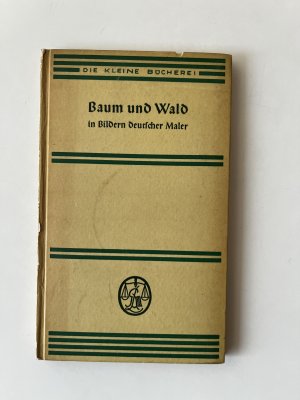 DIE KLEINE BÜCHEREI
Baum und Wald
in Bildern deutscher Maler